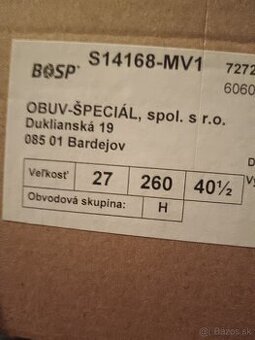 BOSP S14168-MV1 7272
6060
OBUV-ŠPECIÁL, spol. s r.o.
Duklianská 19
085 01 Bardejov
D
Veľkosť 27 260 40½
Obvodová skupina: H
bazos.sk